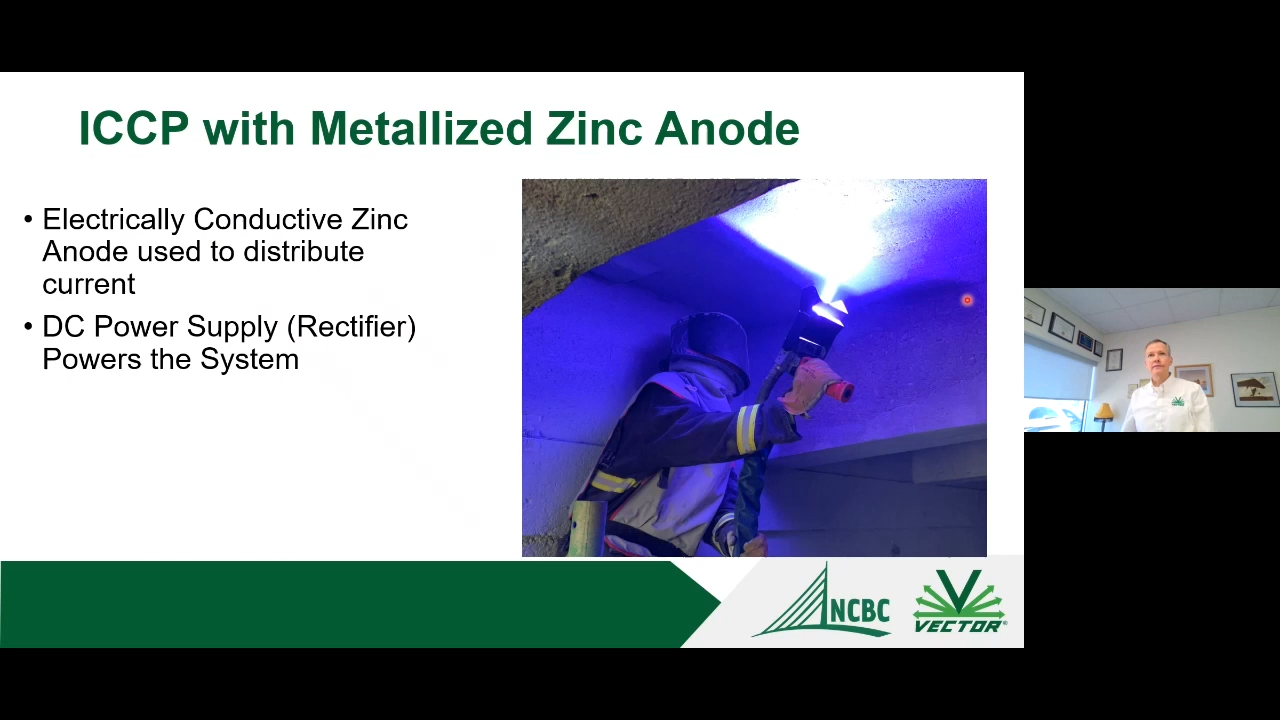 ICCP with Metallized Zinc Anode
• Electrically Conductive Zinc
Anode used to distribute
current
• DC Power Supply (Rectifier)
Powers the System
NCBC
VECTOR®